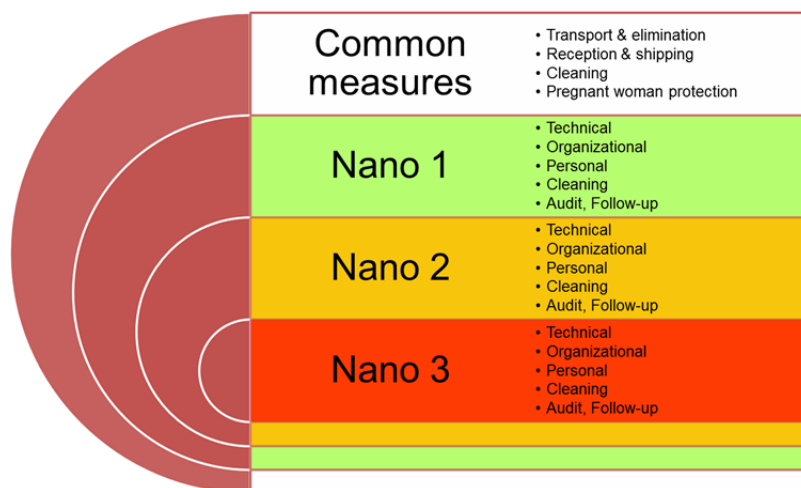 Common
measures
• Transport & elimination
• Reception & shipping
• Cleaning
• Pregnant woman protection
Nano 1
• Technical
• Organizational
• Personal
• Cleaning
• Audit, Follow-up
Nano 2
• Technical
• Organizational
• Personal
• Cleaning
• Audit, Follow-up
Nano 3
• Technical
• Organizational
• Personal
• Cleaning
• Audit, Follow-up